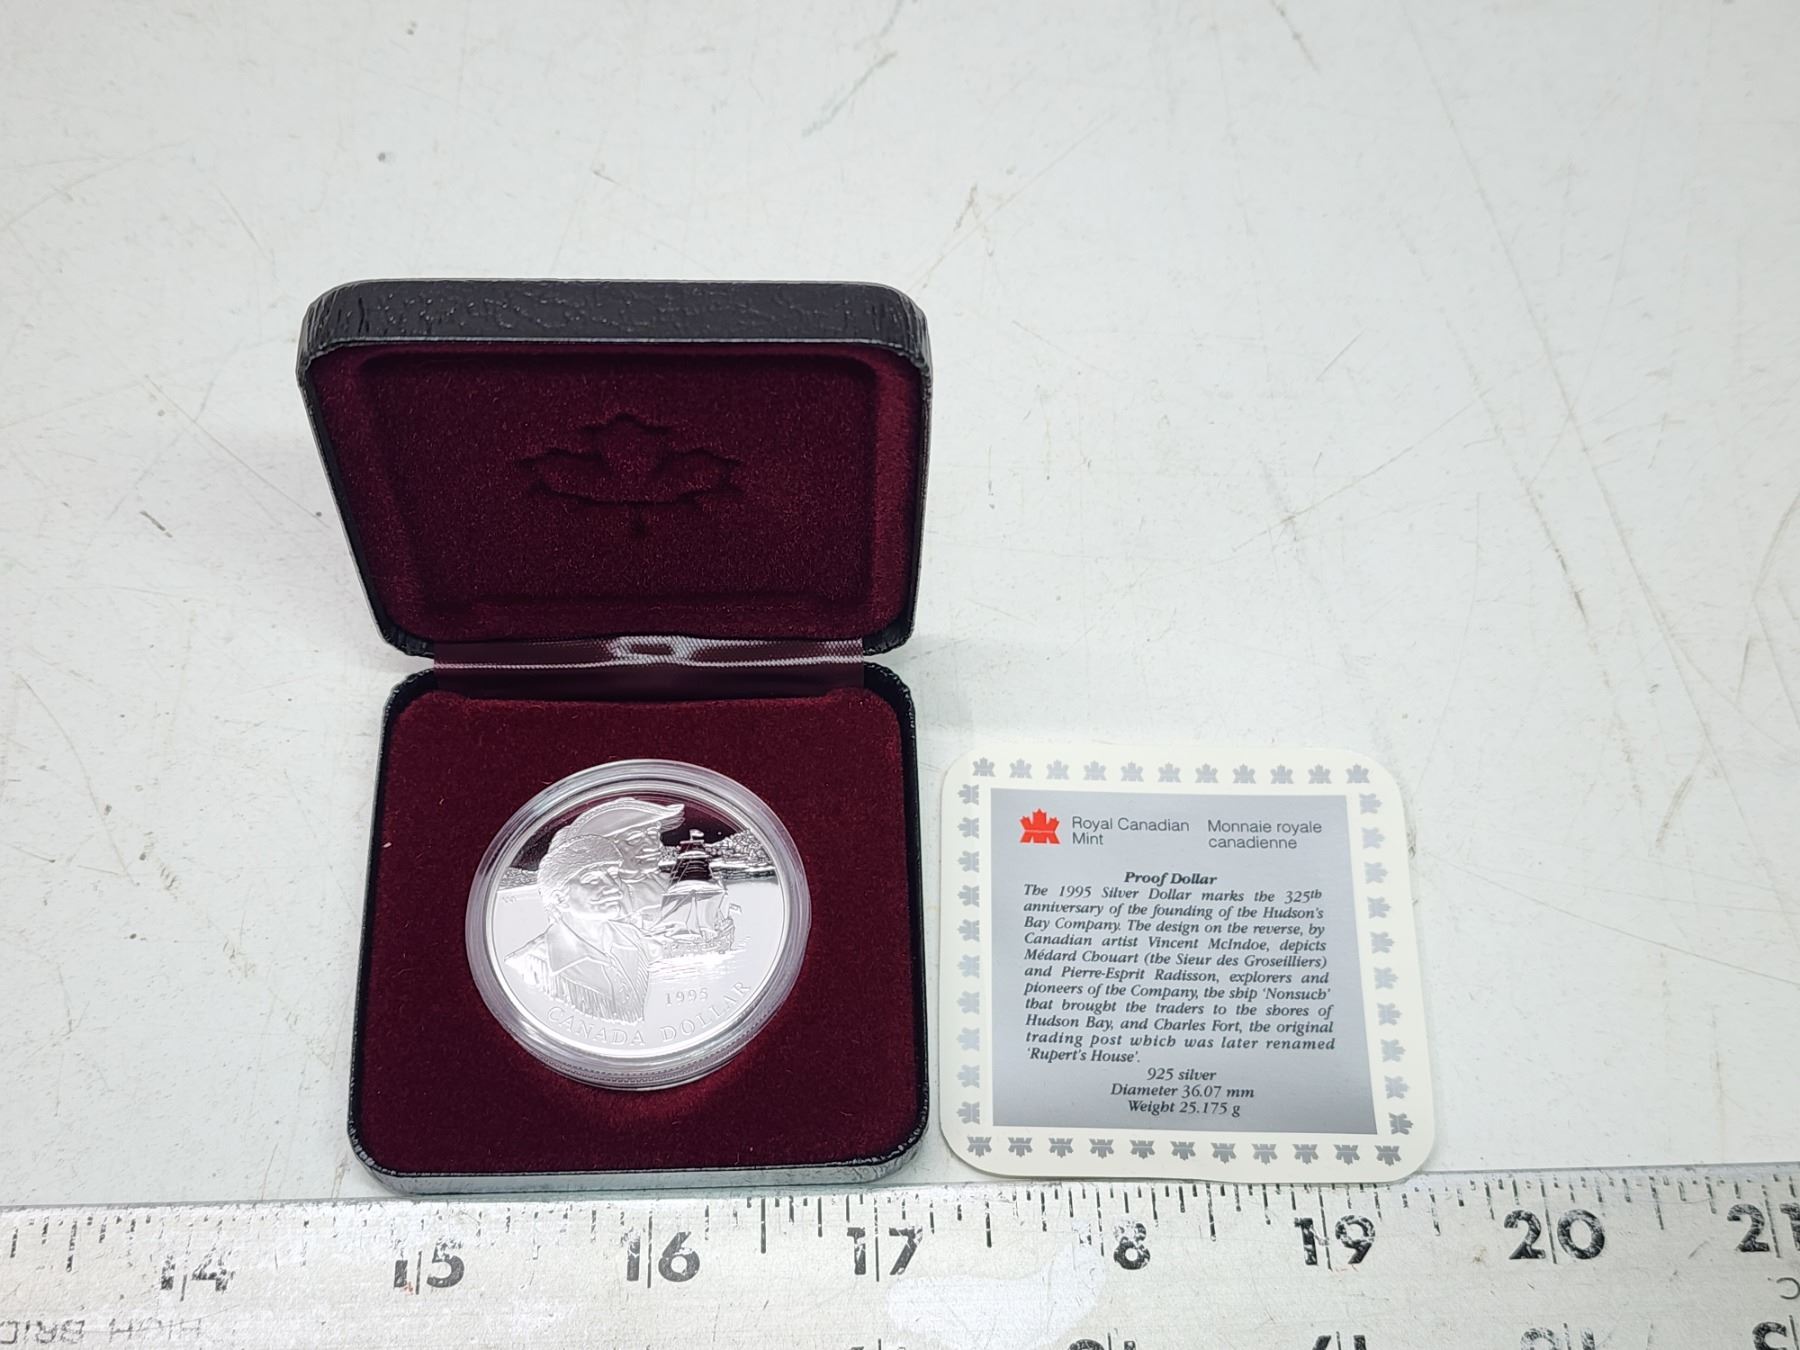 1995
CANADA DOLLAR
Royal Canadian Mint
Monnaie royale canadienne
Proof Dollar
The 1995 Silver Dollar marks the 325th
anniversary of the founding of the Hudson's
Bay Company. The design on the reverse, by
Canadian artist Vincent McIndoe, depicts
Médard Chouart (the Sieur des Groseilliers)
and Pierre-Esprit Radisson, explorers and
pioneers of the Company, the ship 'Nonsuch'
that brought the traders to the shores of
Hudson Bay, and Charles Fort, the original
trading post which was later renamed
'Rupert's House'.
925 silver
Diameter 36.07 mm
Weight 25.175 g
14 15 16 17 18 19 20 21